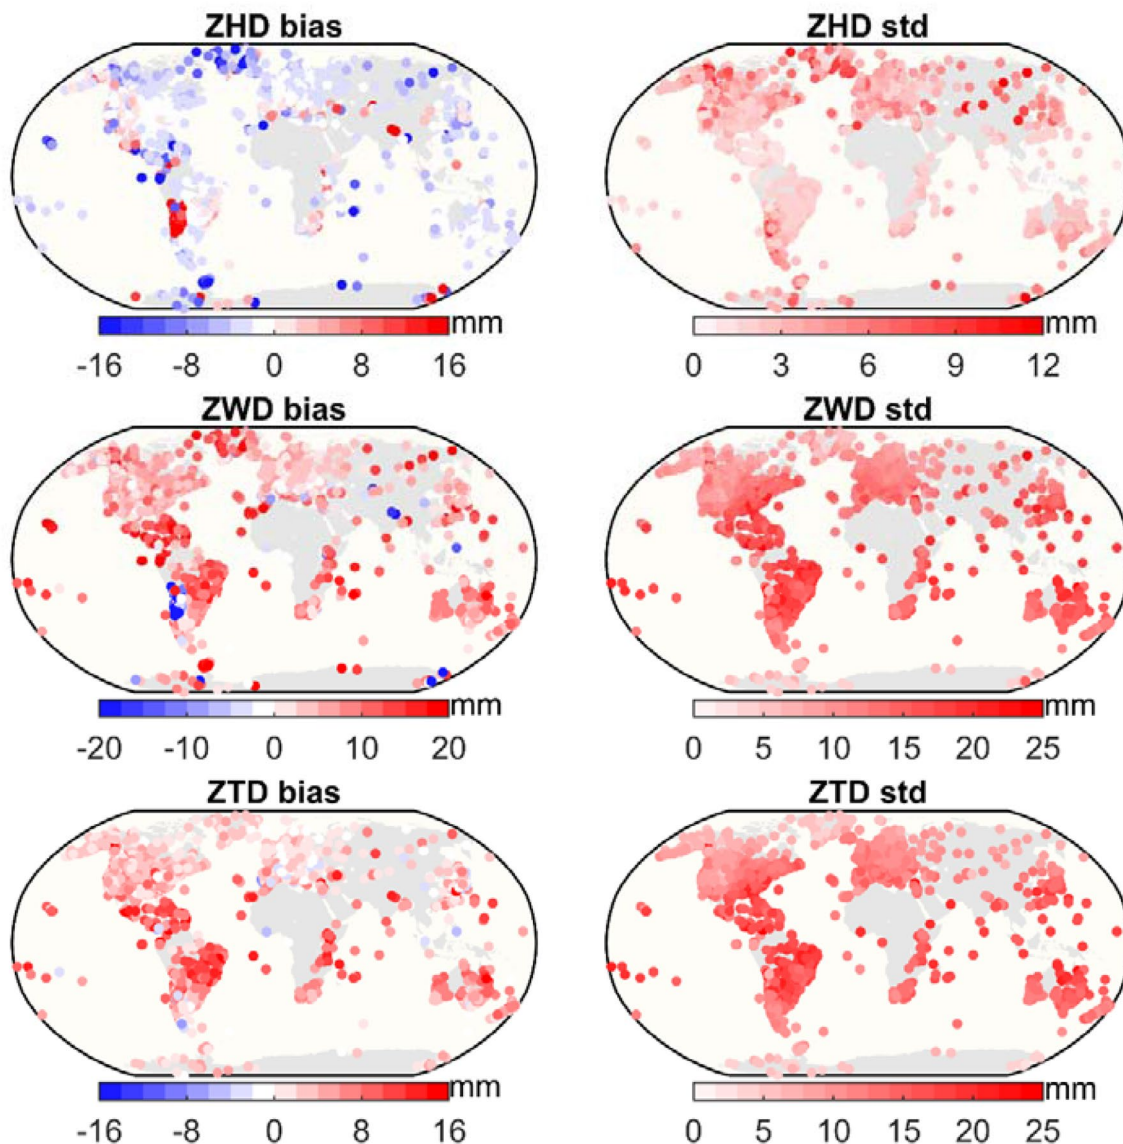 ZHD bias
ZHD std
mm
-16 -8 0 8 16
mm
0 3 6 9 12
ZWD bias
ZWD std
mm
-20 -10 0 10 20
mm
0 5 10 15 20 25
ZTD bias
ZTD std
mm
-16 -8 0 8 16
mm
0 5 10 15 20 25